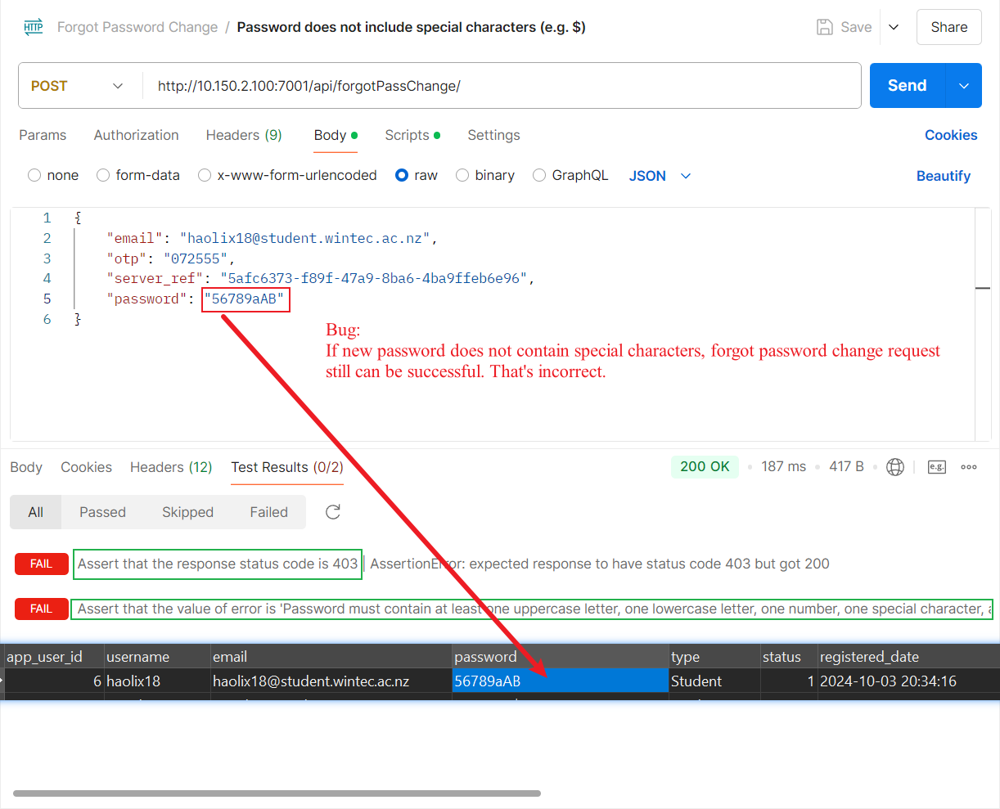 HTTP Forgot Password Change / Password does not include special characters (e.g. $) Save Share
POST http://10.150.2.100:7001/api/forgotPassChange/ Send
Params Authorization Headers (9) Body Scripts Settings Cookies
none form-data x-www-form-urlencoded raw binary GraphQL JSON Beautify
1 {
2 "email": "haolix18@student.wintec.ac.nz",
3 "otp": "072555",
4 "server_ref": "5afc6373-f89f-47a9-8ba6-4ba9ffeb6e96",
5 "password": "56789aAB"
6 }
Bug:
If new password does not contain special characters, forgot password change request
still can be successful. That's incorrect.
Body Cookies Headers (12) Test Results (0/2) 200 OK 187 ms 417 B e.g.
All Passed Skipped Failed
FAIL Assert that the response status code is 403 | AssertionError: expected response to have status code 403 but got 200
FAIL Assert that the value of error is 'Password must contain at least one uppercase letter, one lowercase letter, one number, one special character,
app_user_id username email password type status registered_date
6 haolix18 haolix18@student.wintec.ac.nz 56789aAB Student 1 2024-10-03 20:34:16